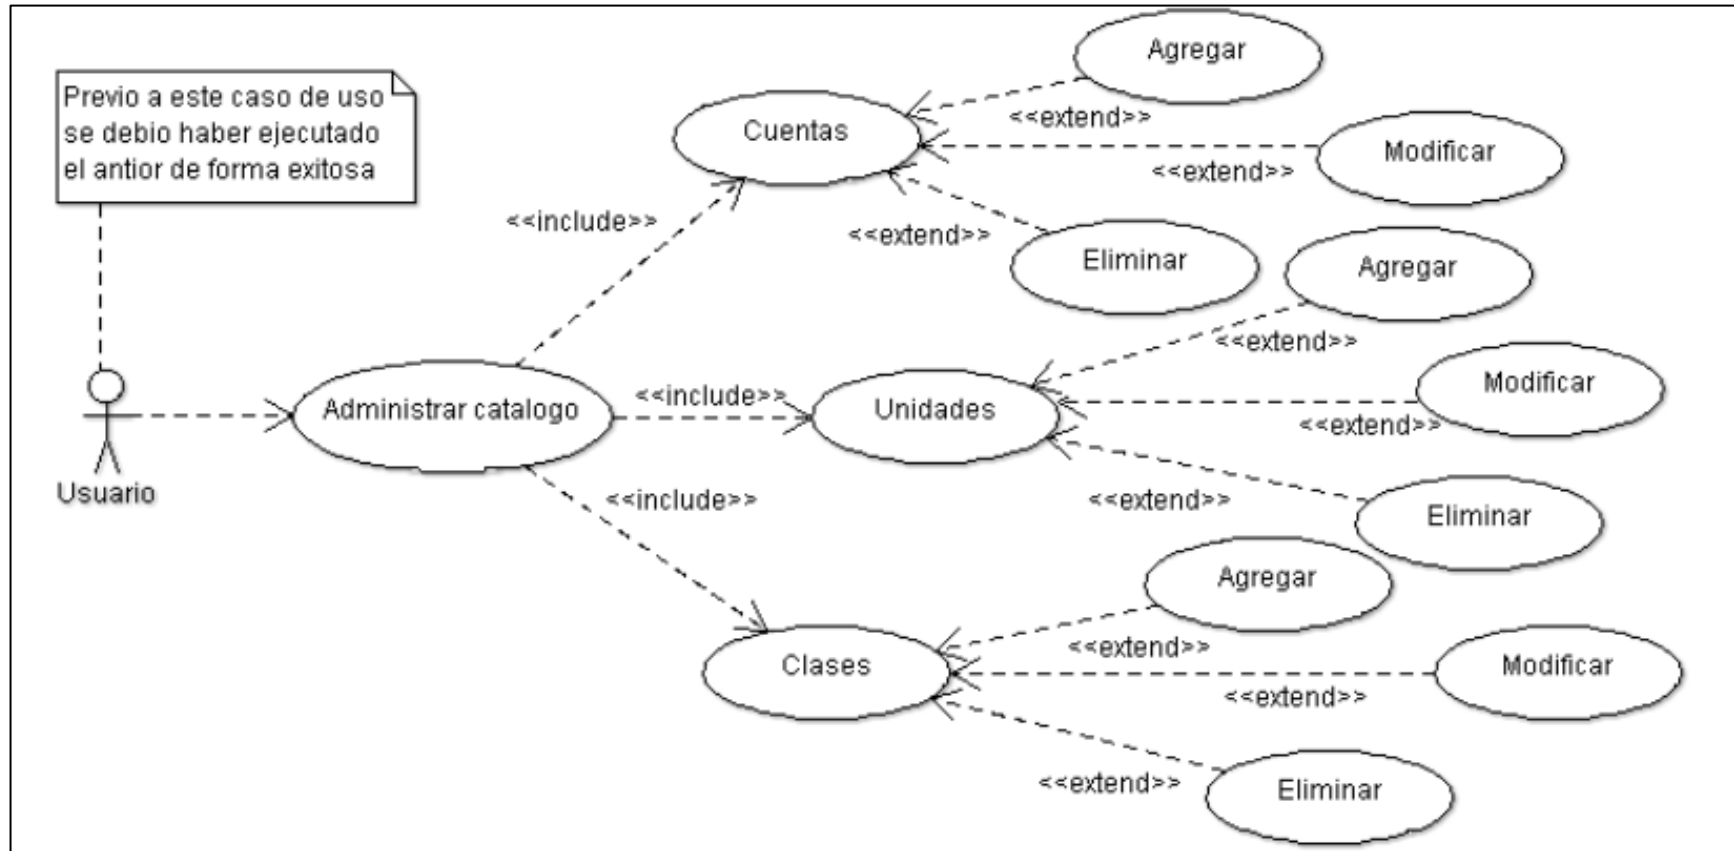 Previo a este caso de uso
se debio haber ejecutado
el antior de forma exitosa
Usuario
Administrar catalogo
<<include>>
<<include>>
<<include>>
Cuentas
<<extend>>
<<extend>>
<<extend>>
Agregar
Modificar
Eliminar
Unidades
<<extend>>
<<extend>>
<<extend>>
Agregar
Modificar
Eliminar
Clases
<<extend>>
<<extend>>
<<extend>>
Agregar
Modificar
Eliminar